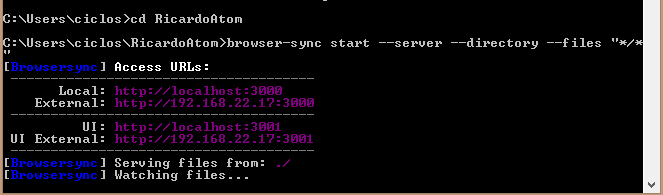 C:\Users\ciclos>cd RicardoAtom
C:\Users\ciclos\RicardoAtom>browser-sync start --server --directory --files "*/*
"
[Browsersync] Access URLs:
--------------------------------------
Local: http://localhost:3000
External: http://192.168.22.17:3000
--------------------------------------
UI: http://localhost:3001
UI External: http://192.168.22.17:3001
--------------------------------------
[Browsersync] Serving files from: ./
[Browsersync] Watching files...